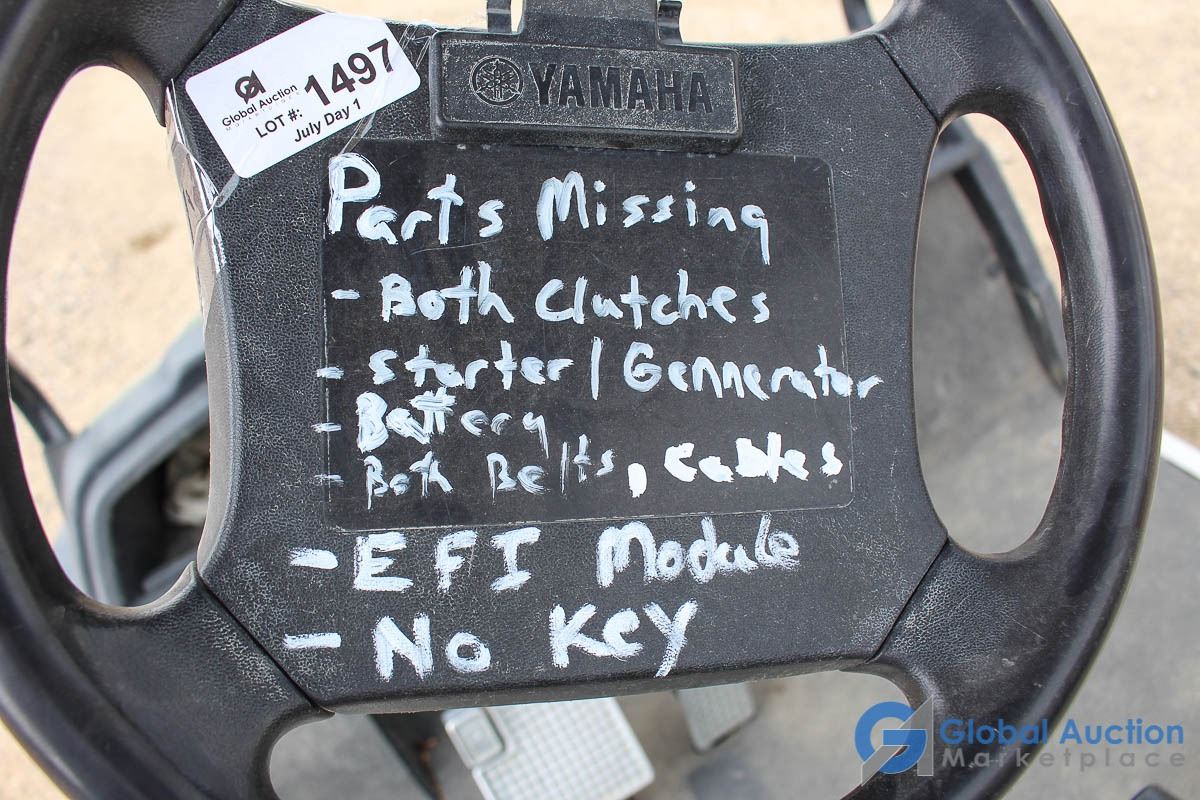 Global Auction
MARKETPLACE
LOT #: 1497
July Day 1
YAMAHA
Parts Missing
- Both Clutches
- Starter/Gennerator
- Battery
- Both Belts, Cables
- EFI Module
- No Key
Global Auction
Marketplace